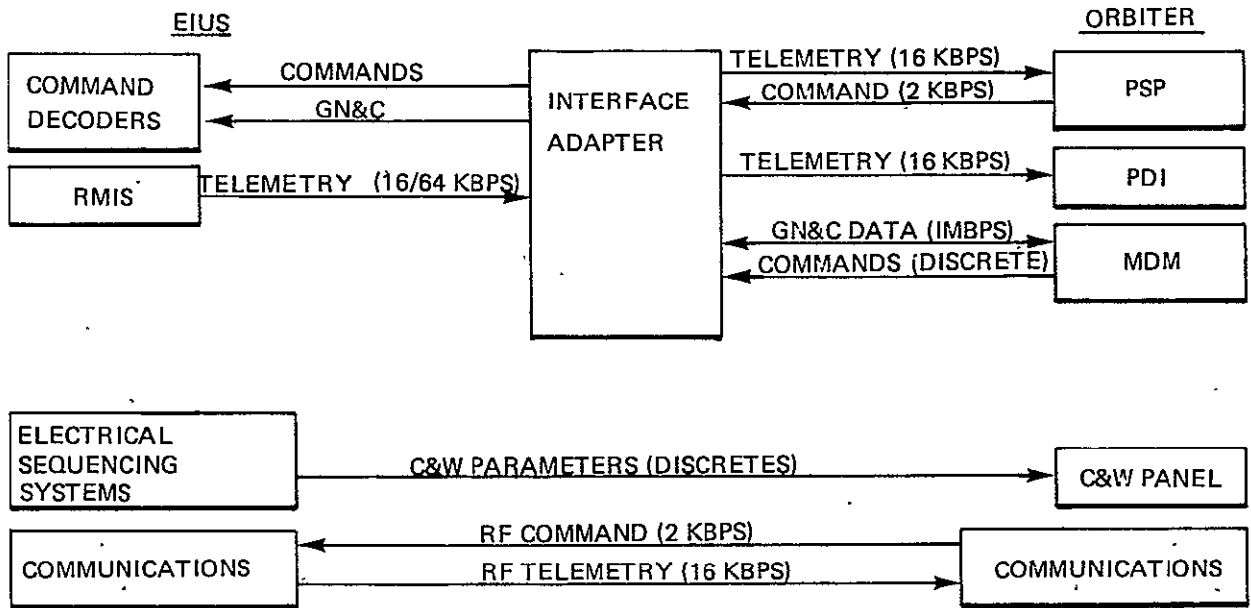 EIUS
ORBITER
COMMAND
DECODERS
COMMANDS
GN&C
RMIS
TELEMETRY (16/64 KBPS)
INTERFACE
ADAPTER
TELEMETRY (16 KBPS)
COMMAND (2 KBPS)
PSP
TELEMETRY (16 KBPS)
PDI
GN&C DATA (IMBPS)
COMMANDS (DISCRETE)
MDM
ELECTRICAL
SEQUENCING
SYSTEMS
C&W PARAMETERS (DISCRETES)
C&W PANEL
COMMUNICATIONS
RF COMMAND (2 KBPS)
RF TELEMETRY (16 KBPS)
COMMUNICATIONS